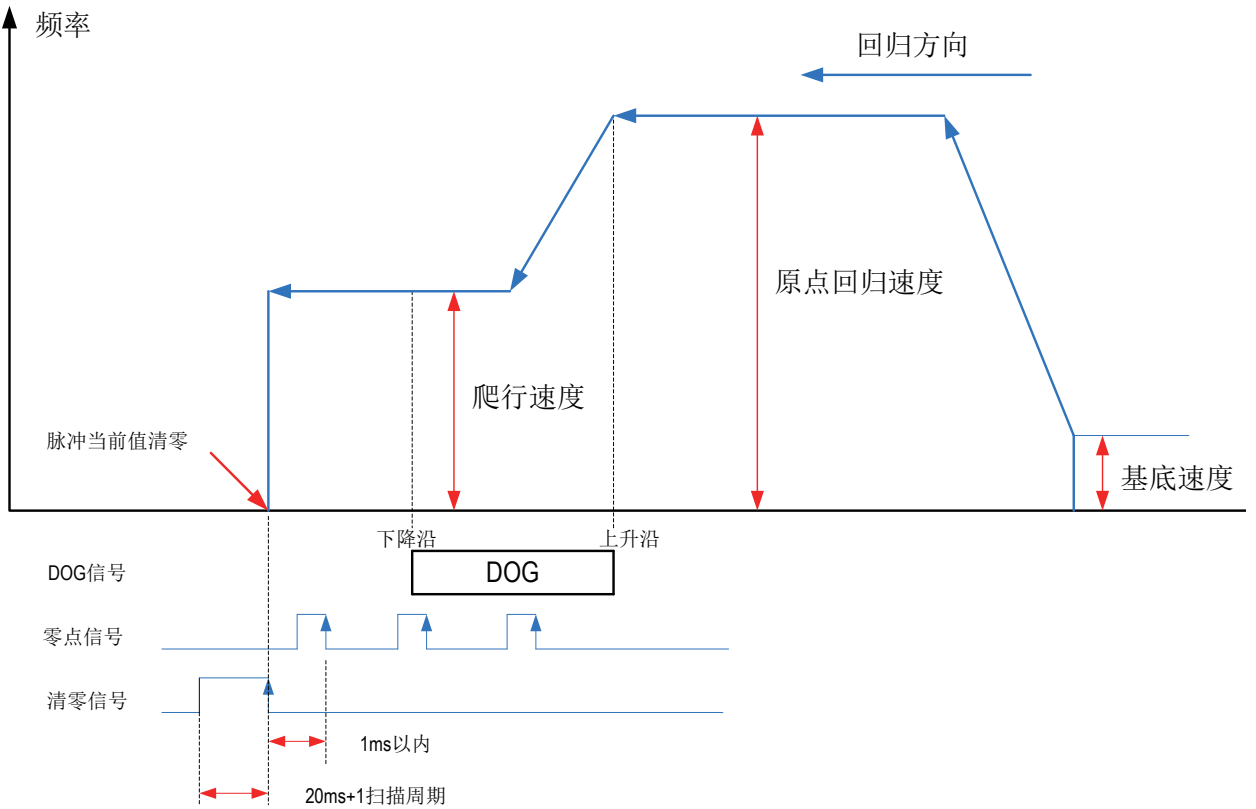 频率
回归方向
原点回归速度
爬行速度
脉冲当前值清零
基底速度
下降沿
上升沿
DOG信号
DOG
零点信号
清零信号
1ms以内
20ms+1扫描周期